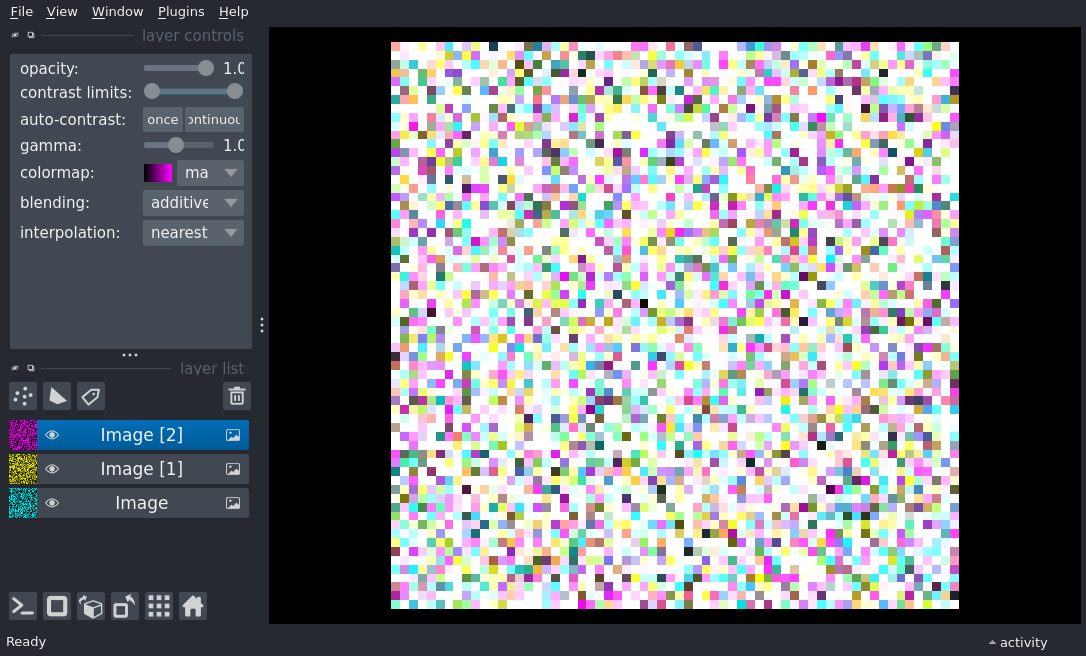 File View Window Plugins Help
layer controls
opacity: 1.0
contrast limits:
auto-contrast: once ontinuou
gamma: 1.0
colormap: ma
blending: additive
interpolation: nearest
layer list
Image [2]
Image [1]
Image
Ready
activity